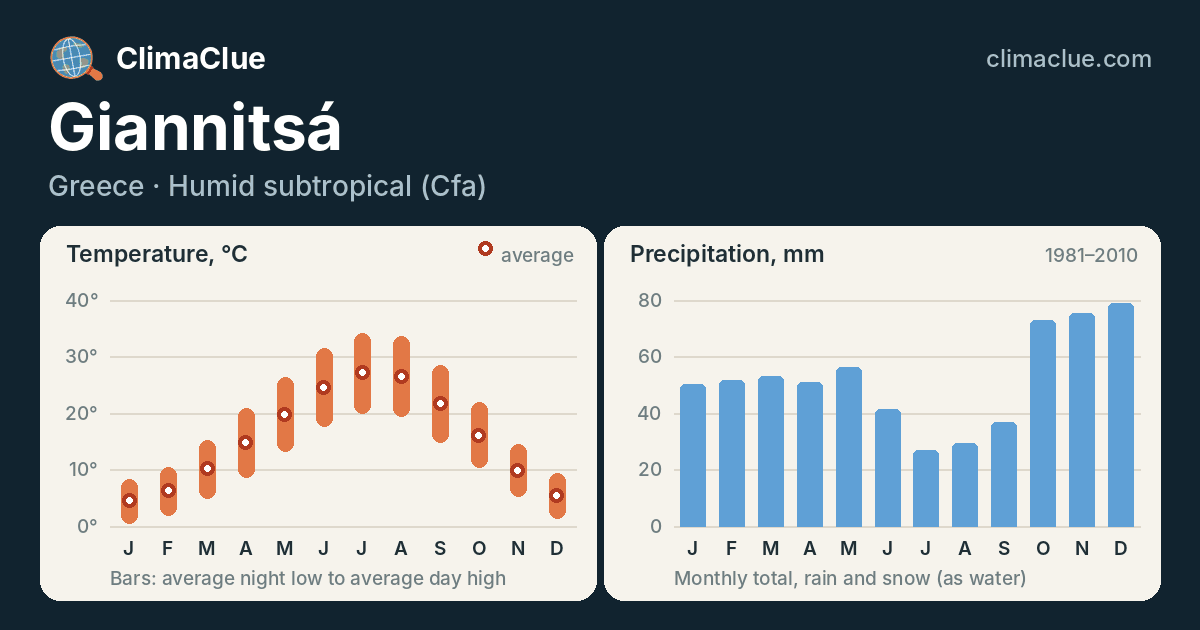 ClimaClue
climaclue.com
Giannitsá
Greece · Humid subtropical (Cfa)
Temperature, °C
average
40°
30°
20°
10°
0°
J F M A M J J A S O N D
Bars: average night low to average day high
Precipitation, mm
1981–2010
80
60
40
20
0
J F M A M J J A S O N D
Monthly total, rain and snow (as water)